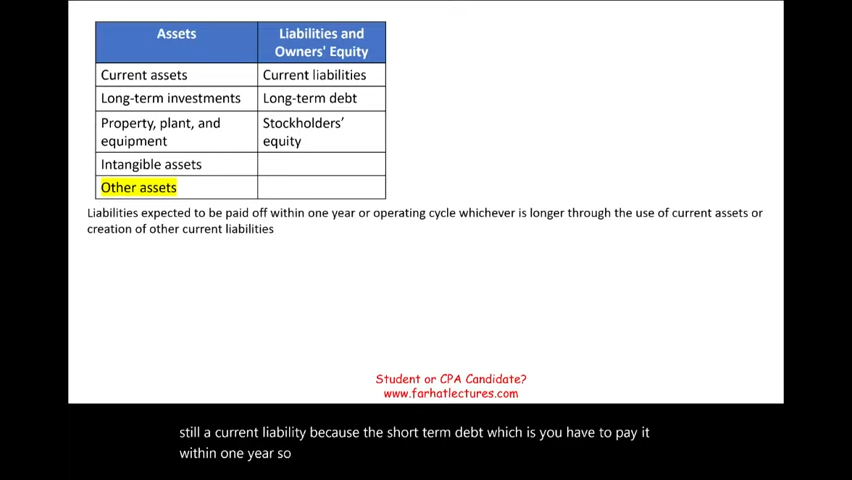 Assets
Liabilities and
Owners' Equity
Current assets
Current liabilities
Long-term investments
Long-term debt
Property, plant, and
equipment
Stockholders'
equity
Intangible assets
Other assets
Liabilities expected to be paid off within one year or operating cycle whichever is longer through the use of current assets or
creation of other current liabilities
Student or CPA Candidate?
www.farhatlectures.com
still a current liability because the short term debt which is you have to pay it
within one year so